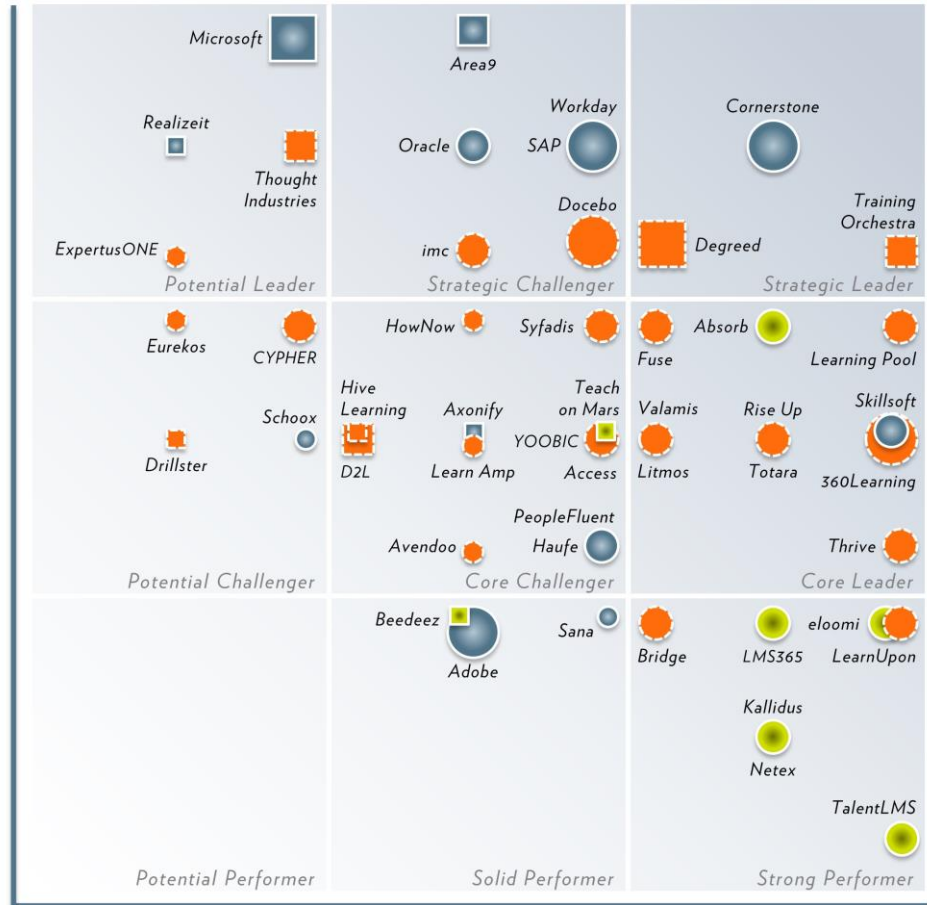 Microsoft
Realizeit
Thought
Industries
ExpertusONE
Potential Leader
Area9
Workday
Oracle
SAP
Docebo
imc
Strategic Challenger
Cornerstone
Training
Orchestra
Degreed
Strategic Leader
Eurekos
CYPHER
Schoox
Drillster
Potential Challenger
HowNow
Syfadis
Hive
Learning
D2L
Axonify
Learn Amp
Teach
on Mars
YOOBIC
Access
PeopleFluent
Haufe
Avendoo
Core Challenger
Fuse
Absorb
Learning Pool
Valamis
Litmos
Rise Up
Totara
Skillsoft
360Learning
Thrive
Core Leader
Potential Performer
Beedeez
Adobe
Sana
Solid Performer
Bridge
LMS365
eloomi
LearnUpon
Kallidus
Netex
TalentLMS
Strong Performer